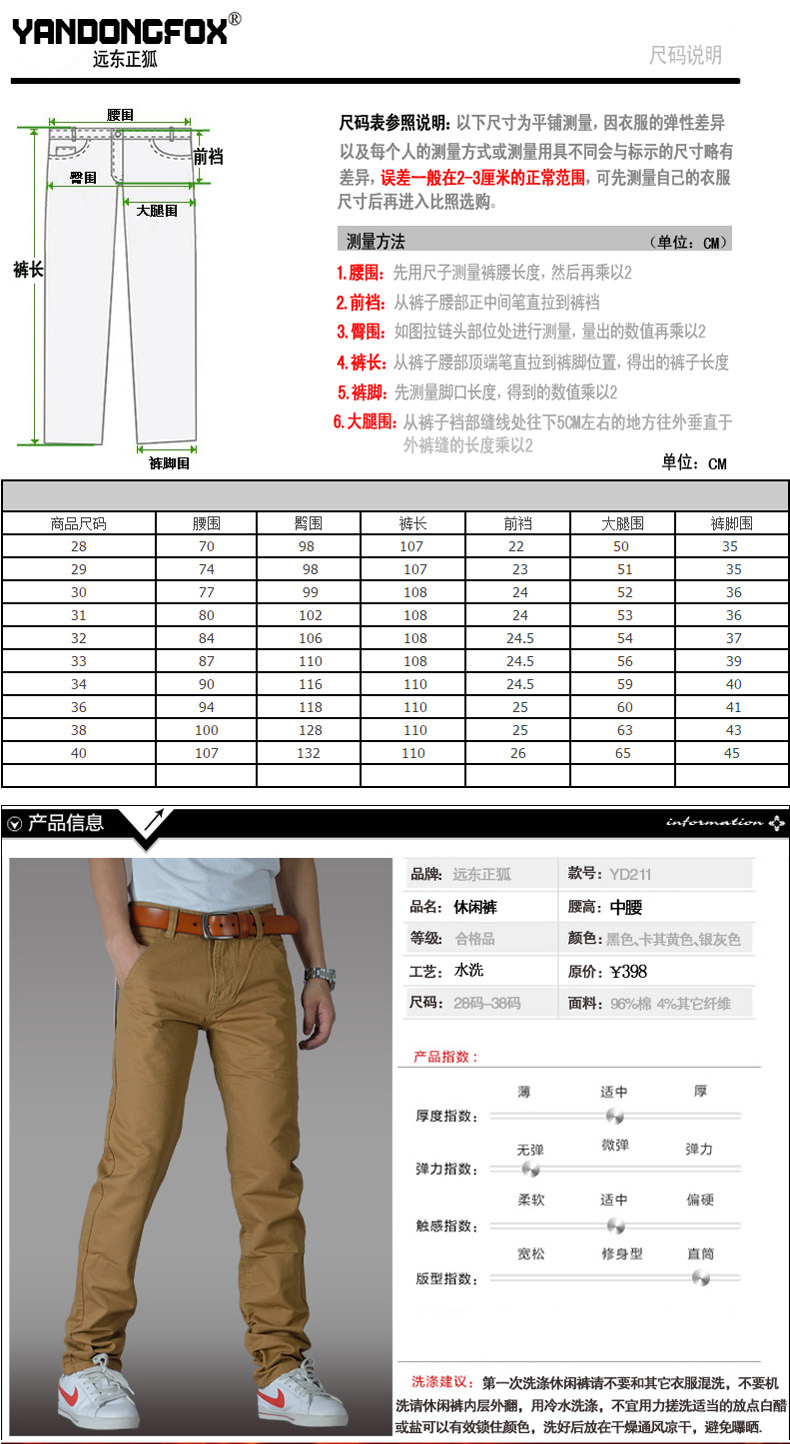 YANDONGFOX®
远东正狐
尺码说明
腰围
前裆
臀围
大腿围
裤长
裤脚围
尺码表参照说明: 以下尺寸为平铺测量, 因衣服的弹性差异
以及每个人的测量方式或测量用具不同会与标示的尺寸略有
差异, 误差一般在2-3厘米的正常范围, 可先测量自己的衣服
尺寸后再进入比照选购。
测量方法 （单位: CM）
1.腰围: 先用尺子测量裤腰长度, 然后再乘以2
2.前裆: 从裤子腰部正中间笔直拉到裤裆
3.臀围: 如图拉链头部位处进行测量, 量出的数值再乘以2
4.裤长: 从裤子腰部顶端笔直拉到裤脚位置, 得出的裤子长度
5.裤脚: 先测量脚口长度, 得到的数值乘以2
6.大腿围: 从裤子裆部缝线处往下5CM左右的地方往外垂直于
外裤缝的长度乘以2
单位: CM
商品尺码 腰围 臀围 裤长 前裆 大腿围 裤脚围
28 70 98 107 22 50 35
29 74 98 107 23 51 35
30 77 99 108 24 52 36
31 80 102 108 24 53 36
32 84 106 108 24.5 54 37
33 87 110 108 24.5 56 39
34 90 116 110 24.5 59 40
36 94 118 110 25 60 41
38 100 128 110 25 63 43
40 107 132 110 26 65 45
产品信息 information
品牌: 远东正狐 款号: YD211
品名: 休闲裤 腰高: 中腰
等级: 合格品 颜色: 黑色、卡其黄色、银灰色
工艺: 水洗 原价: ¥398
尺码: 28码-38码 面料: 96%棉 4%其它纤维
产品指数:
薄 适中 厚
厚度指数:
无弹 微弹 弹力
弹力指数:
柔软 适中 偏硬
触感指数:
宽松 修身型 直筒
版型指数:
洗涤建议: 第一次洗涤休闲裤请不要和其它衣服混洗, 不要机
洗请休闲裤内层外翻, 用冷水洗涤, 不宜用力搓洗适当的放点白醋
或盐可以有效锁住颜色, 洗好后放在干燥通风凉干, 避免曝晒.